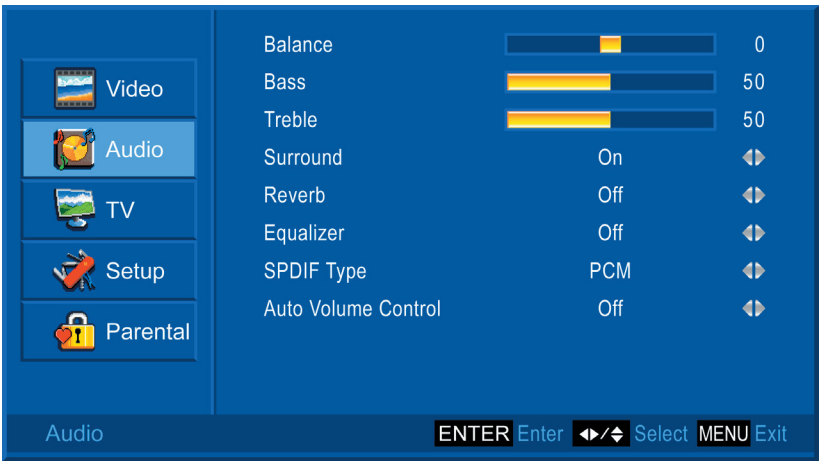 Video
Audio
TV
Setup
Parental
Balance 0
Bass 50
Treble 50
Surround On
Reverb Off
Equalizer Off
SPDIF Type PCM
Auto Volume Control Off
Audio ENTER Enter ◂▸/▴▾ Select MENU Exit